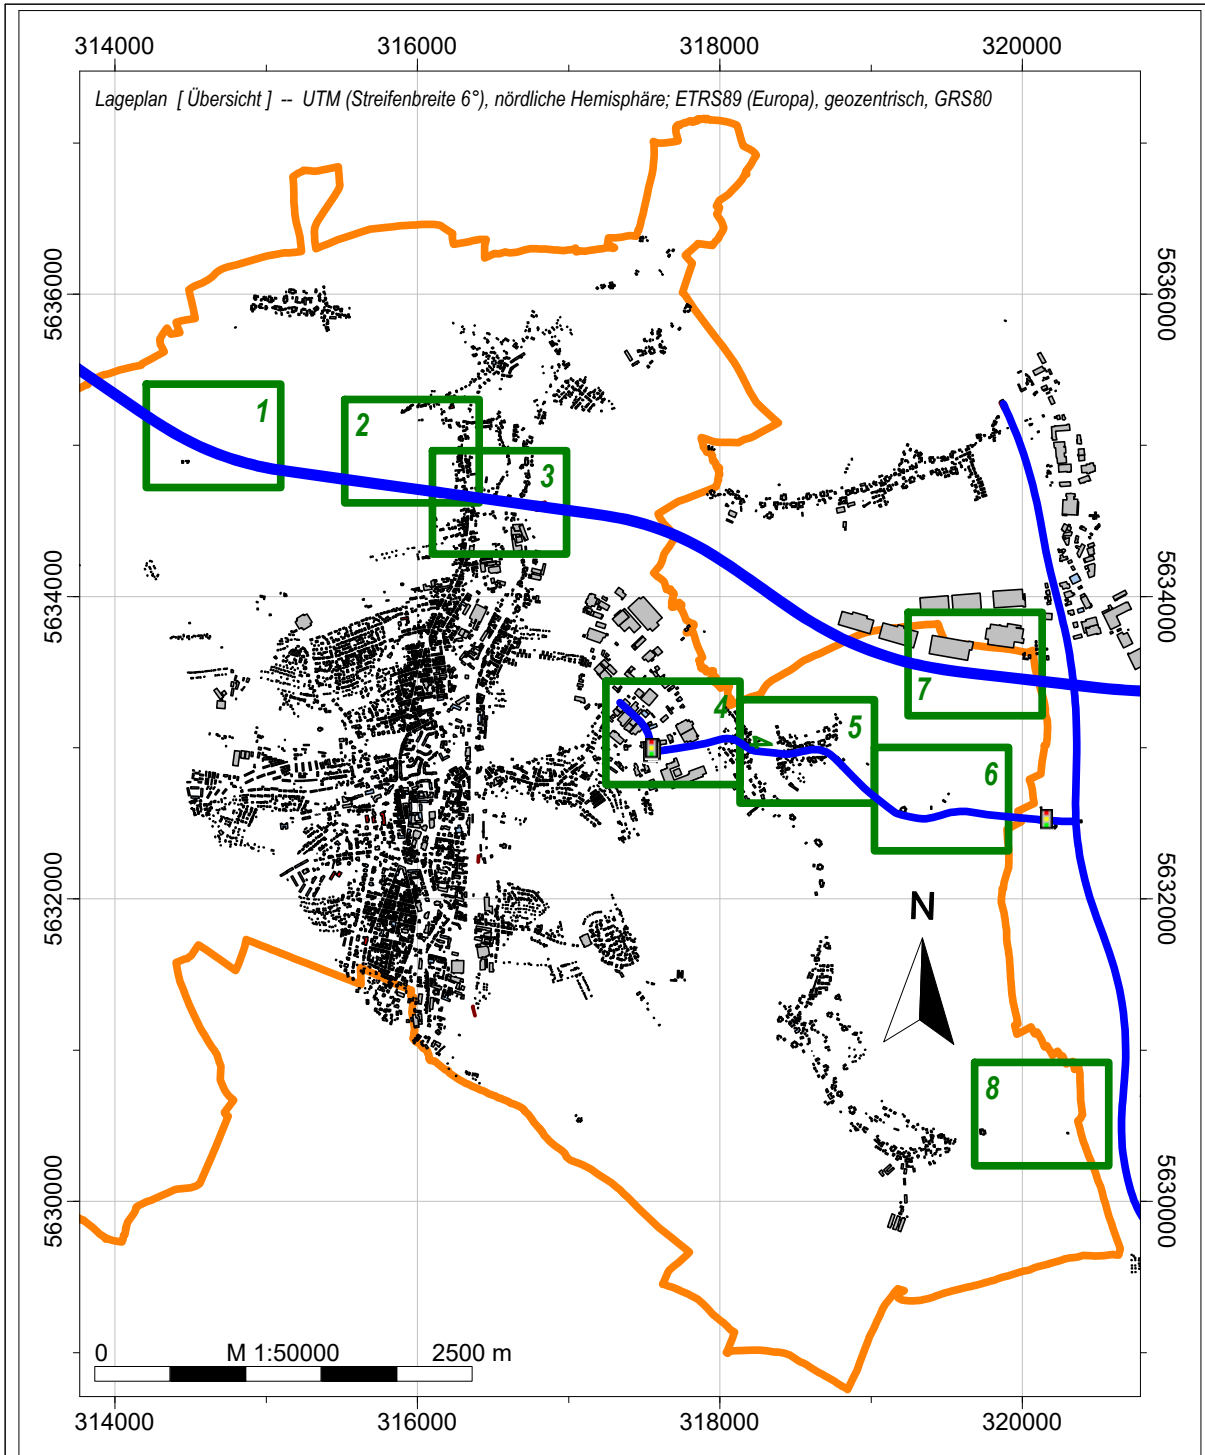 314000 316000 318000 320000
Lageplan [ Übersicht ] -- UTM (Streifenbreite 6°), nördliche Hemisphäre; ETRS89 (Europa), geozentrisch, GRS80
5636000 5636000
1
2
3
5634000 5634000
4
5
7
6
5632000 5632000
N
8
5630000 5630000
0 M 1:50000 2500 m
314000 316000 318000 320000